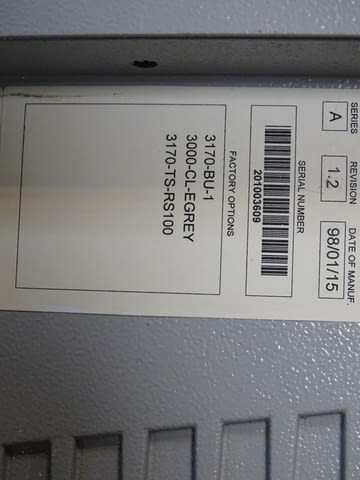 SERIES REVISION DATE OF MANUF.
A 1.2 98/01/15
SERIAL NUMBER
201003609
FACTORY OPTIONS
3170-BU-1
3000-CL-EGREY
3170-TS-RS100